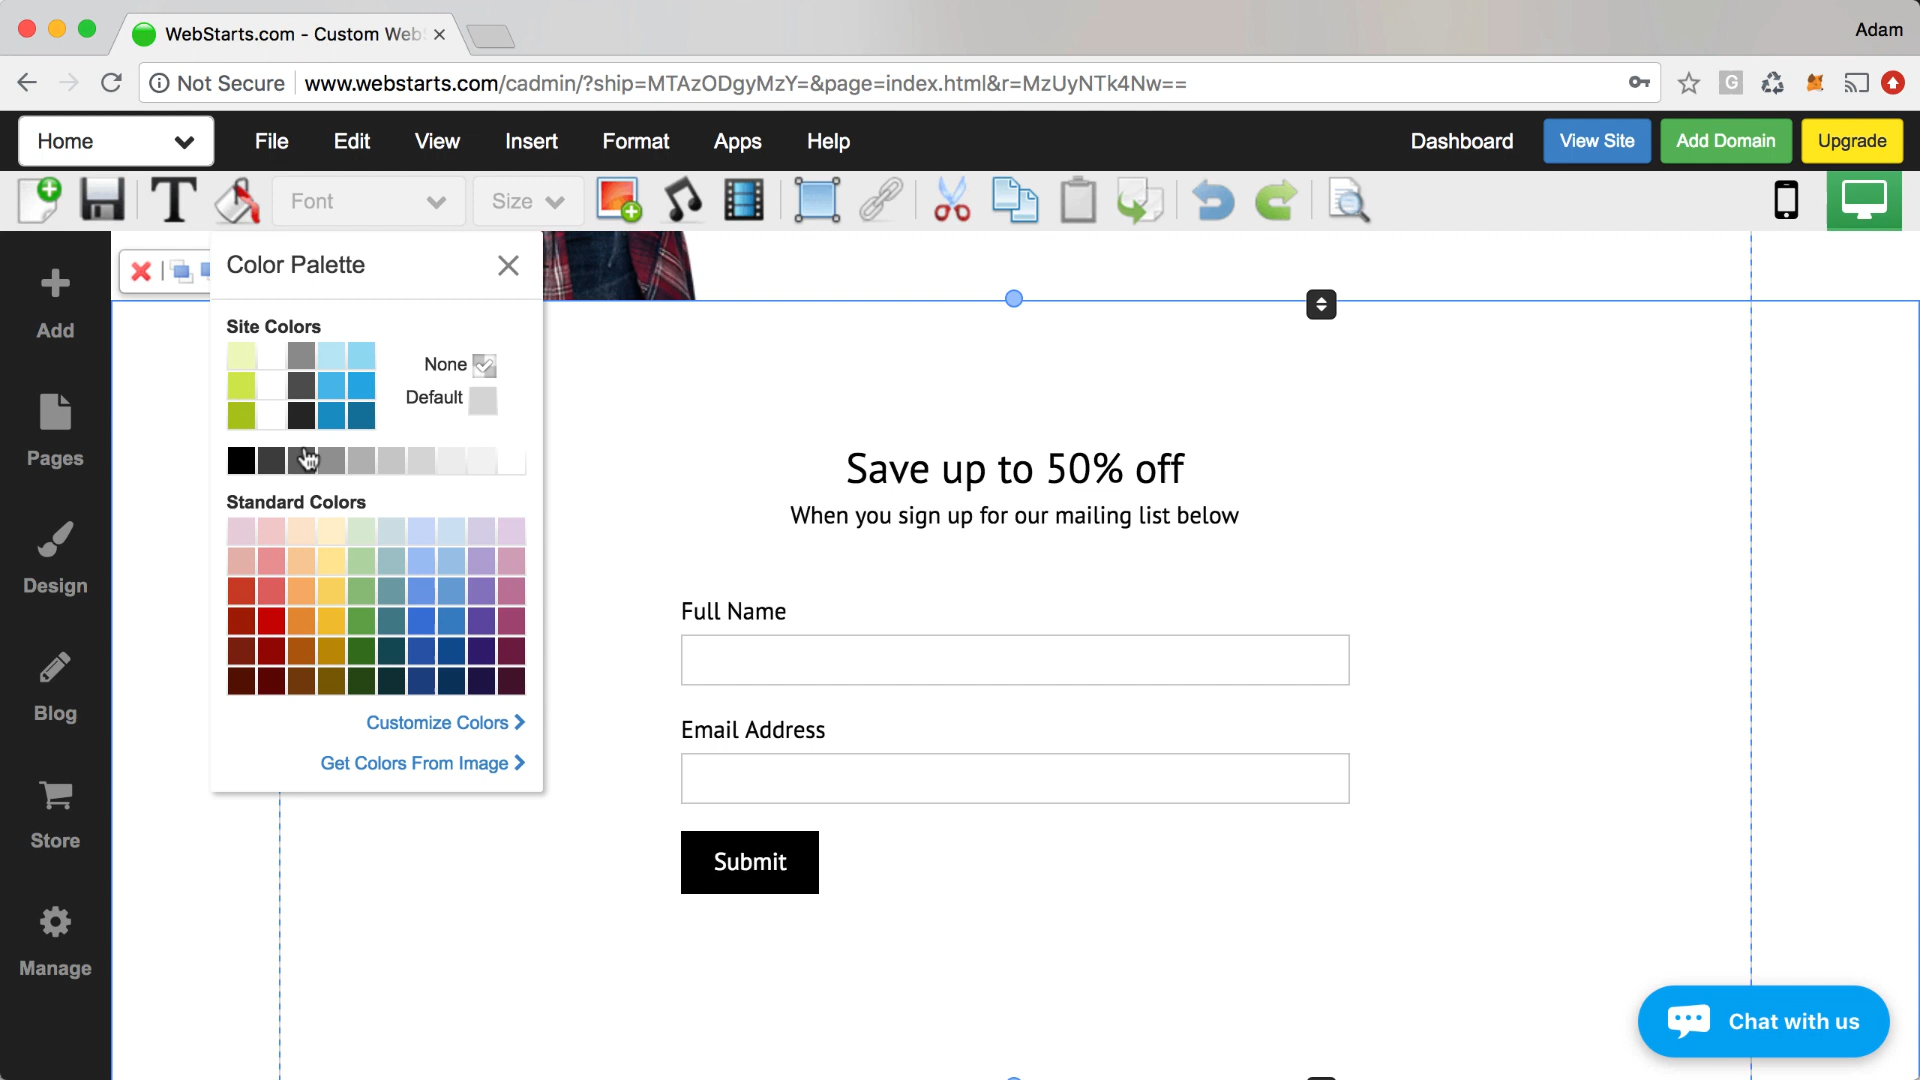 WebStarts.com - Custom Web
Adam
Not Secure
www.webstarts.com/cadmin/?ship=MTAzODgyMzY=&page=index.html&r=MzUyNTk4Nw==
G
Home
File
Edit
View
Insert
Format
Apps
Help
Dashboard
View Site
Add Domain
Upgrade
T
Font
Size
Add
Pages
Design
Blog
Store
Manage
Color Palette
Site Colors
None
Default
Standard Colors
Customize Colors
Get Colors From Image
Save up to 50% off
When you sign up for our mailing list below
Full Name
Email Address
Submit
Chat with us